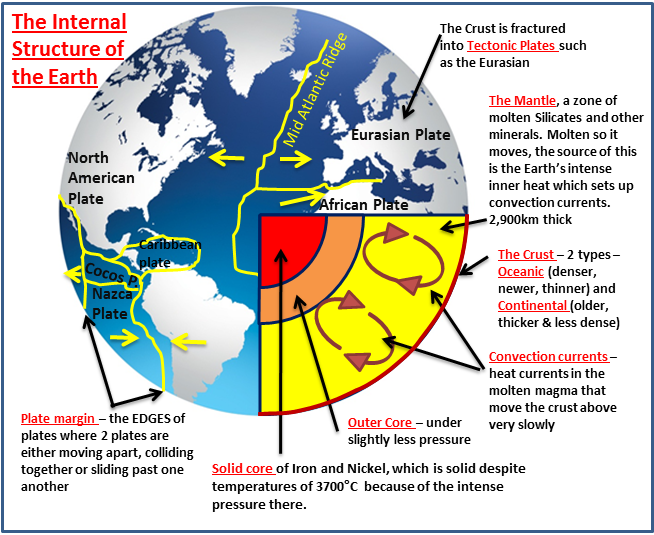 The Internal
Structure of
the Earth
The Crust is fractured
into Tectonic Plates such
as the Eurasian
Mid Atlantic Ridge
Eurasian Plate
The Mantle, a zone of
molten Silicates and other
minerals. Molten so it
moves, the source of this
is the Earth's intense
inner heat which sets up
convection currents.
2,900km thick
North
American
Plate
African Plate
Caribbean
plate
Cocos P.
Nazca
Plate
The Crust – 2 types –
Oceanic (denser,
newer, thinner) and
Continental (older,
thicker & less dense)
Convection currents –
heat currents in the
molten magma that
move the crust above
very slowly
Plate margin – the EDGES of
plates where 2 plates are
either moving apart, colliding
together or sliding past one
another
Outer Core – under
slightly less pressure
Solid core of Iron and Nickel, which is solid despite
temperatures of 3700°C because of the intense
pressure there.